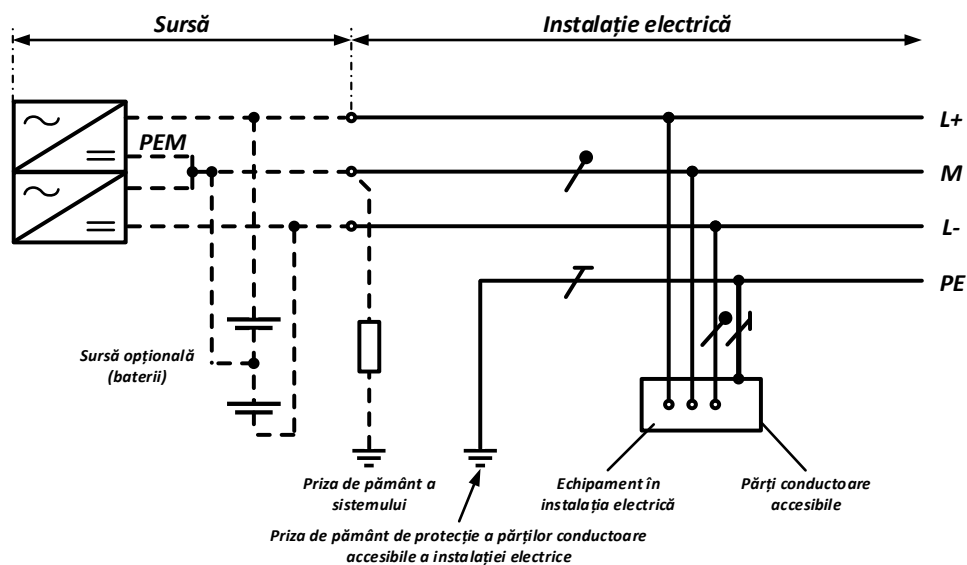 Sursă
Instalație electrică
L+
PEM
M
L-
PE
Sursă opțională
(baterii)
Priza de pământ a
sistemului
Echipament în
instalația electrică
Părți conductoare
accesibile
Priza de pământ de protecție a părților conductoare
accesibile a instalației electrice